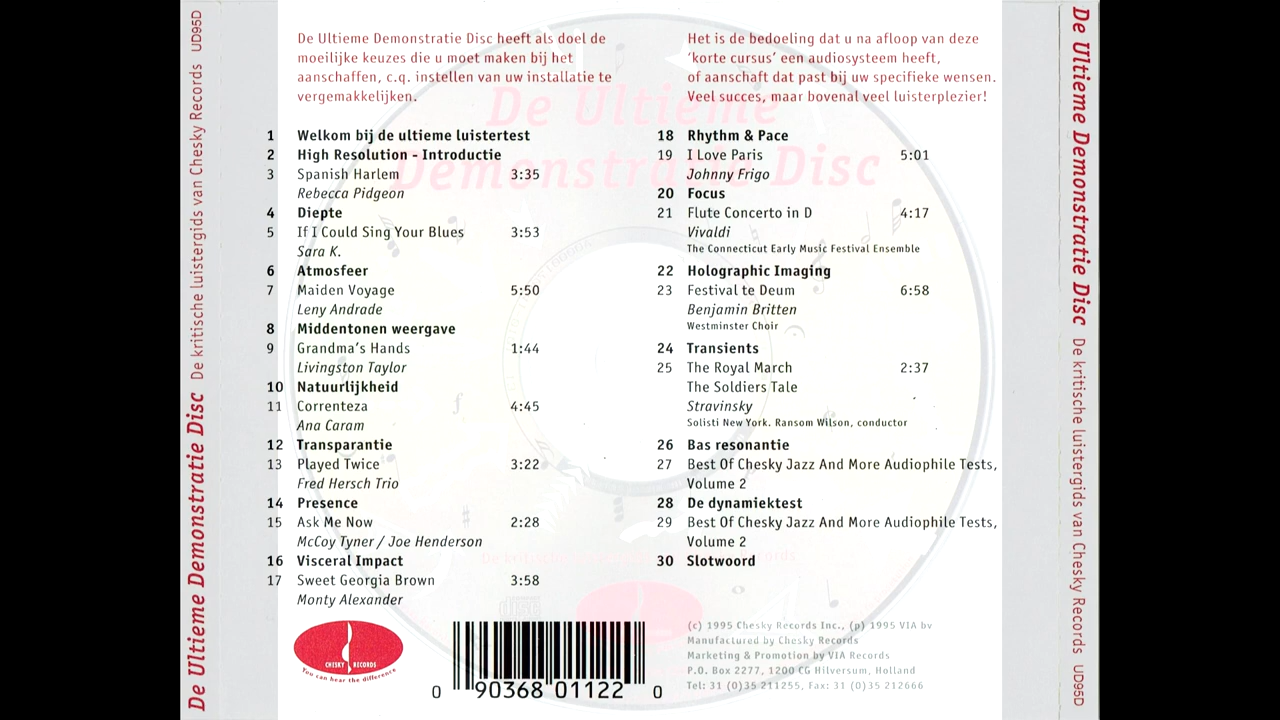 De Ultieme Demonstratie Disc De kritische luistergids van Chesky Records UD95D
De Ultieme Demonstratie Disc heeft als doel de
moeilijke keuzes die u moet maken bij het
aanschaffen, c.q. instellen van uw installatie te
vergemakkelijken.
Het is de bedoeling dat u na afloop van deze
‘korte cursus’ een audiosysteem heeft,
of aanschaft dat past bij uw specifieke wensen.
Veel succes, maar bovenal veel luisterplezier!
De Ultieme
Demonstratie Disc
1 Welkom bij de ultieme luistertest
2 High Resolution - Introductie
3 Spanish Harlem 3:35
Rebecca Pidgeon
4 Diepte
5 If I Could Sing Your Blues 3:53
Sara K.
6 Atmosfeer
7 Maiden Voyage 5:50
Leny Andrade
8 Middentonen weergave
9 Grandma's Hands 1:44
Livingston Taylor
10 Natuurlijkheid
11 Correnteza 4:45
Ana Caram
12 Transparantie
13 Played Twice 3:22
Fred Hersch Trio
14 Presence
15 Ask Me Now 2:28
McCoy Tyner / Joe Henderson
16 Visceral Impact
17 Sweet Georgia Brown 3:58
Monty Alexander
18 Rhythm & Pace
19 I Love Paris 5:01
Johnny Frigo
20 Focus
21 Flute Concerto in D 4:17
Vivaldi
The Connecticut Early Music Festival Ensemble
22 Holographic Imaging
23 Festival te Deum 6:58
Benjamin Britten
Westminster Choir
24 Transients
25 The Royal March 2:37
The Soldiers Tale
Stravinsky
Solisti New York. Ransom Wilson, conductor
26 Bas resonantie
27 Best Of Chesky Jazz And More Audiophile Tests,
Volume 2
28 De dynamiektest
29 Best Of Chesky Jazz And More Audiophile Tests,
Volume 2
30 Slotwoord
CHESKY RECORDS
You can hear the difference
0 90368 01122 0
(c) 1995 Chesky Records Inc., (p) 1995 VIA bv
Manufactured by Chesky Records
Marketing & Promotion by VIA Records
P.O. Box 2277, 1200 CG Hilversum, Holland
Tel: 31 (0)35 211255, Fax: 31 (0)35 212666
De Ultieme Demonstratie Disc De kritische luistergids van Chesky Records UD95D